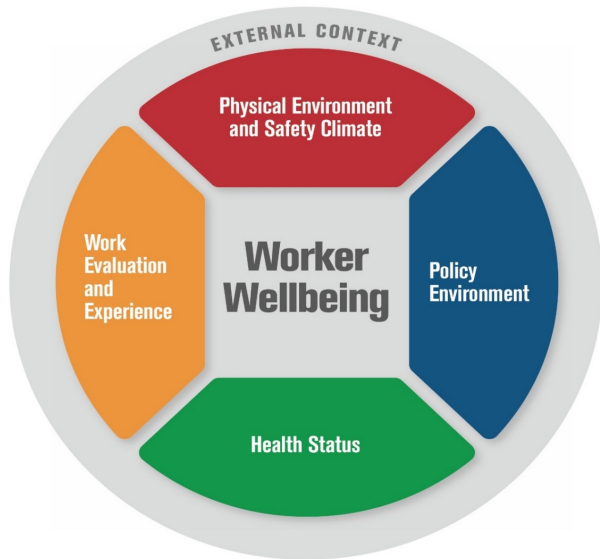 EXTERNAL CONTEXT
Physical Environment
and Safety Climate
Work
Evaluation
and
Experience
Worker
Wellbeing
Policy
Environment
Health Status